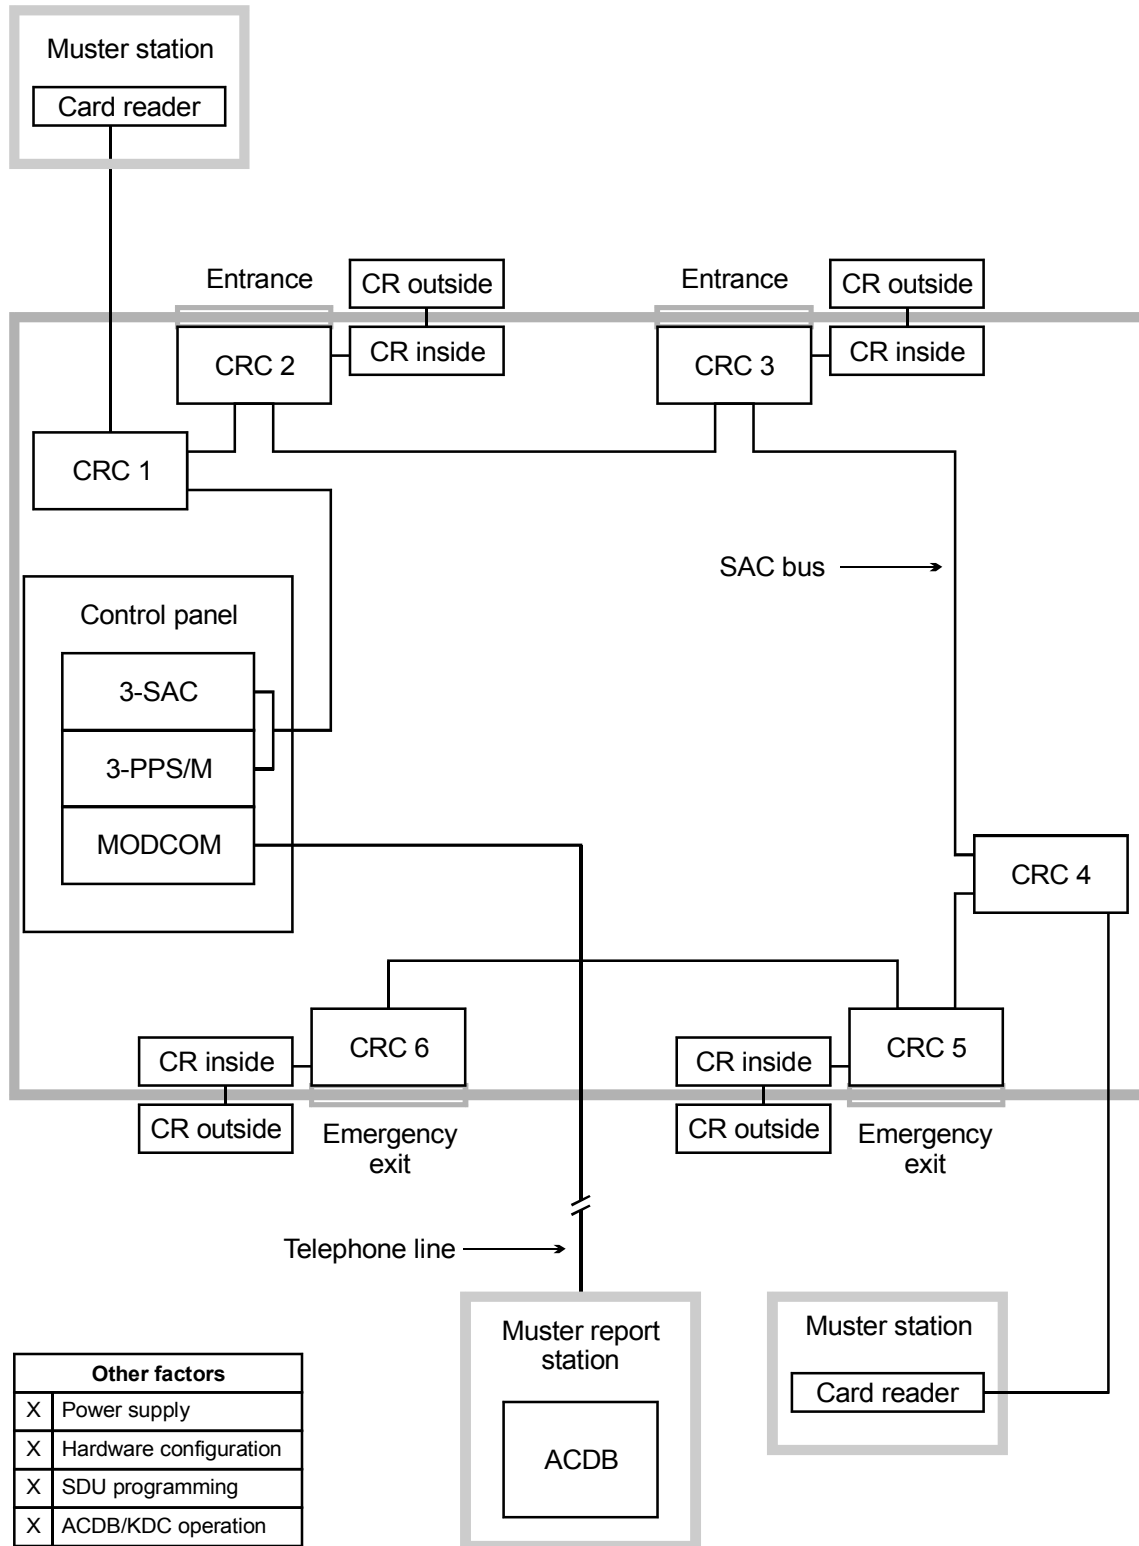 Muster station
Card reader
Entrance
CR outside
Entrance
CR outside
CRC 2
CR inside
CRC 3
CR inside
CRC 1
SAC bus
Control panel
3-SAC
3-PPS/M
MODCOM
CRC 4
CR inside
CRC 6
CR inside
CRC 5
CR outside
Emergency
exit
CR outside
Emergency
exit
Telephone line
Muster report
station
ACDB
Muster station
Card reader
Other factors
X Power supply
X Hardware configuration
X SDU programming
X ACDB/KDC operation